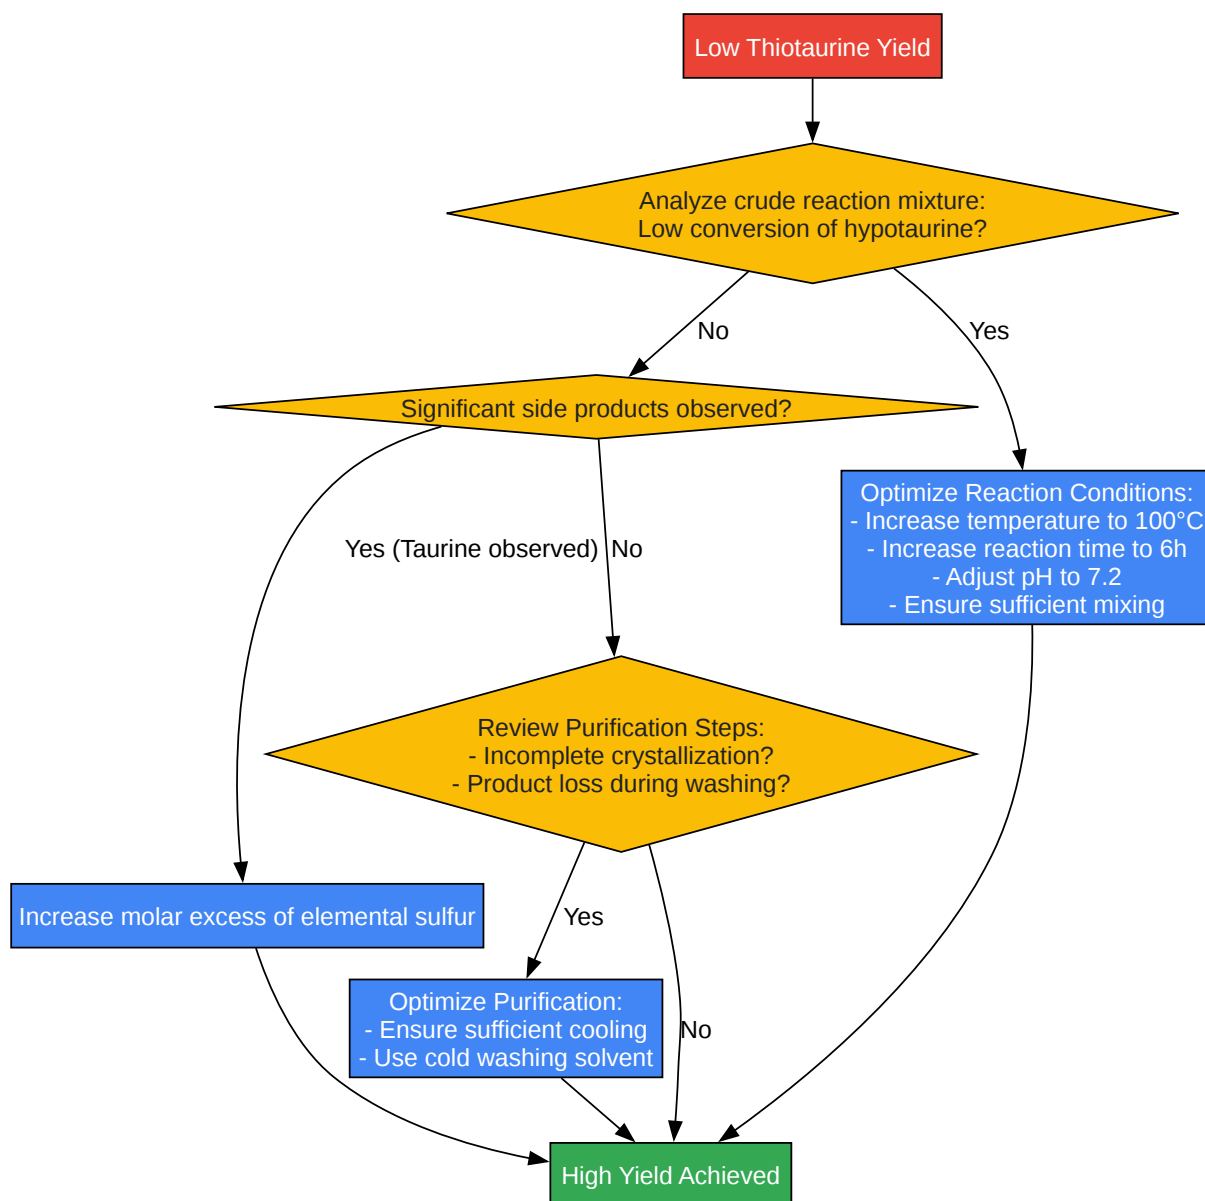 Low Thiotaurine Yield
Analyze crude reaction mixture:
Low conversion of hypotaurine?
No
Yes
Significant side products observed?
Optimize Reaction Conditions:
- Increase temperature to 100°C
- Increase reaction time to 6h
- Adjust pH to 7.2
- Ensure sufficient mixing
Yes (Taurine observed)
No
Review Purification Steps:
- Incomplete crystallization?
- Product loss during washing?
Increase molar excess of elemental sulfur
Yes
Optimize Purification:
- Ensure sufficient cooling
- Use cold washing solvent
No
High Yield Achieved